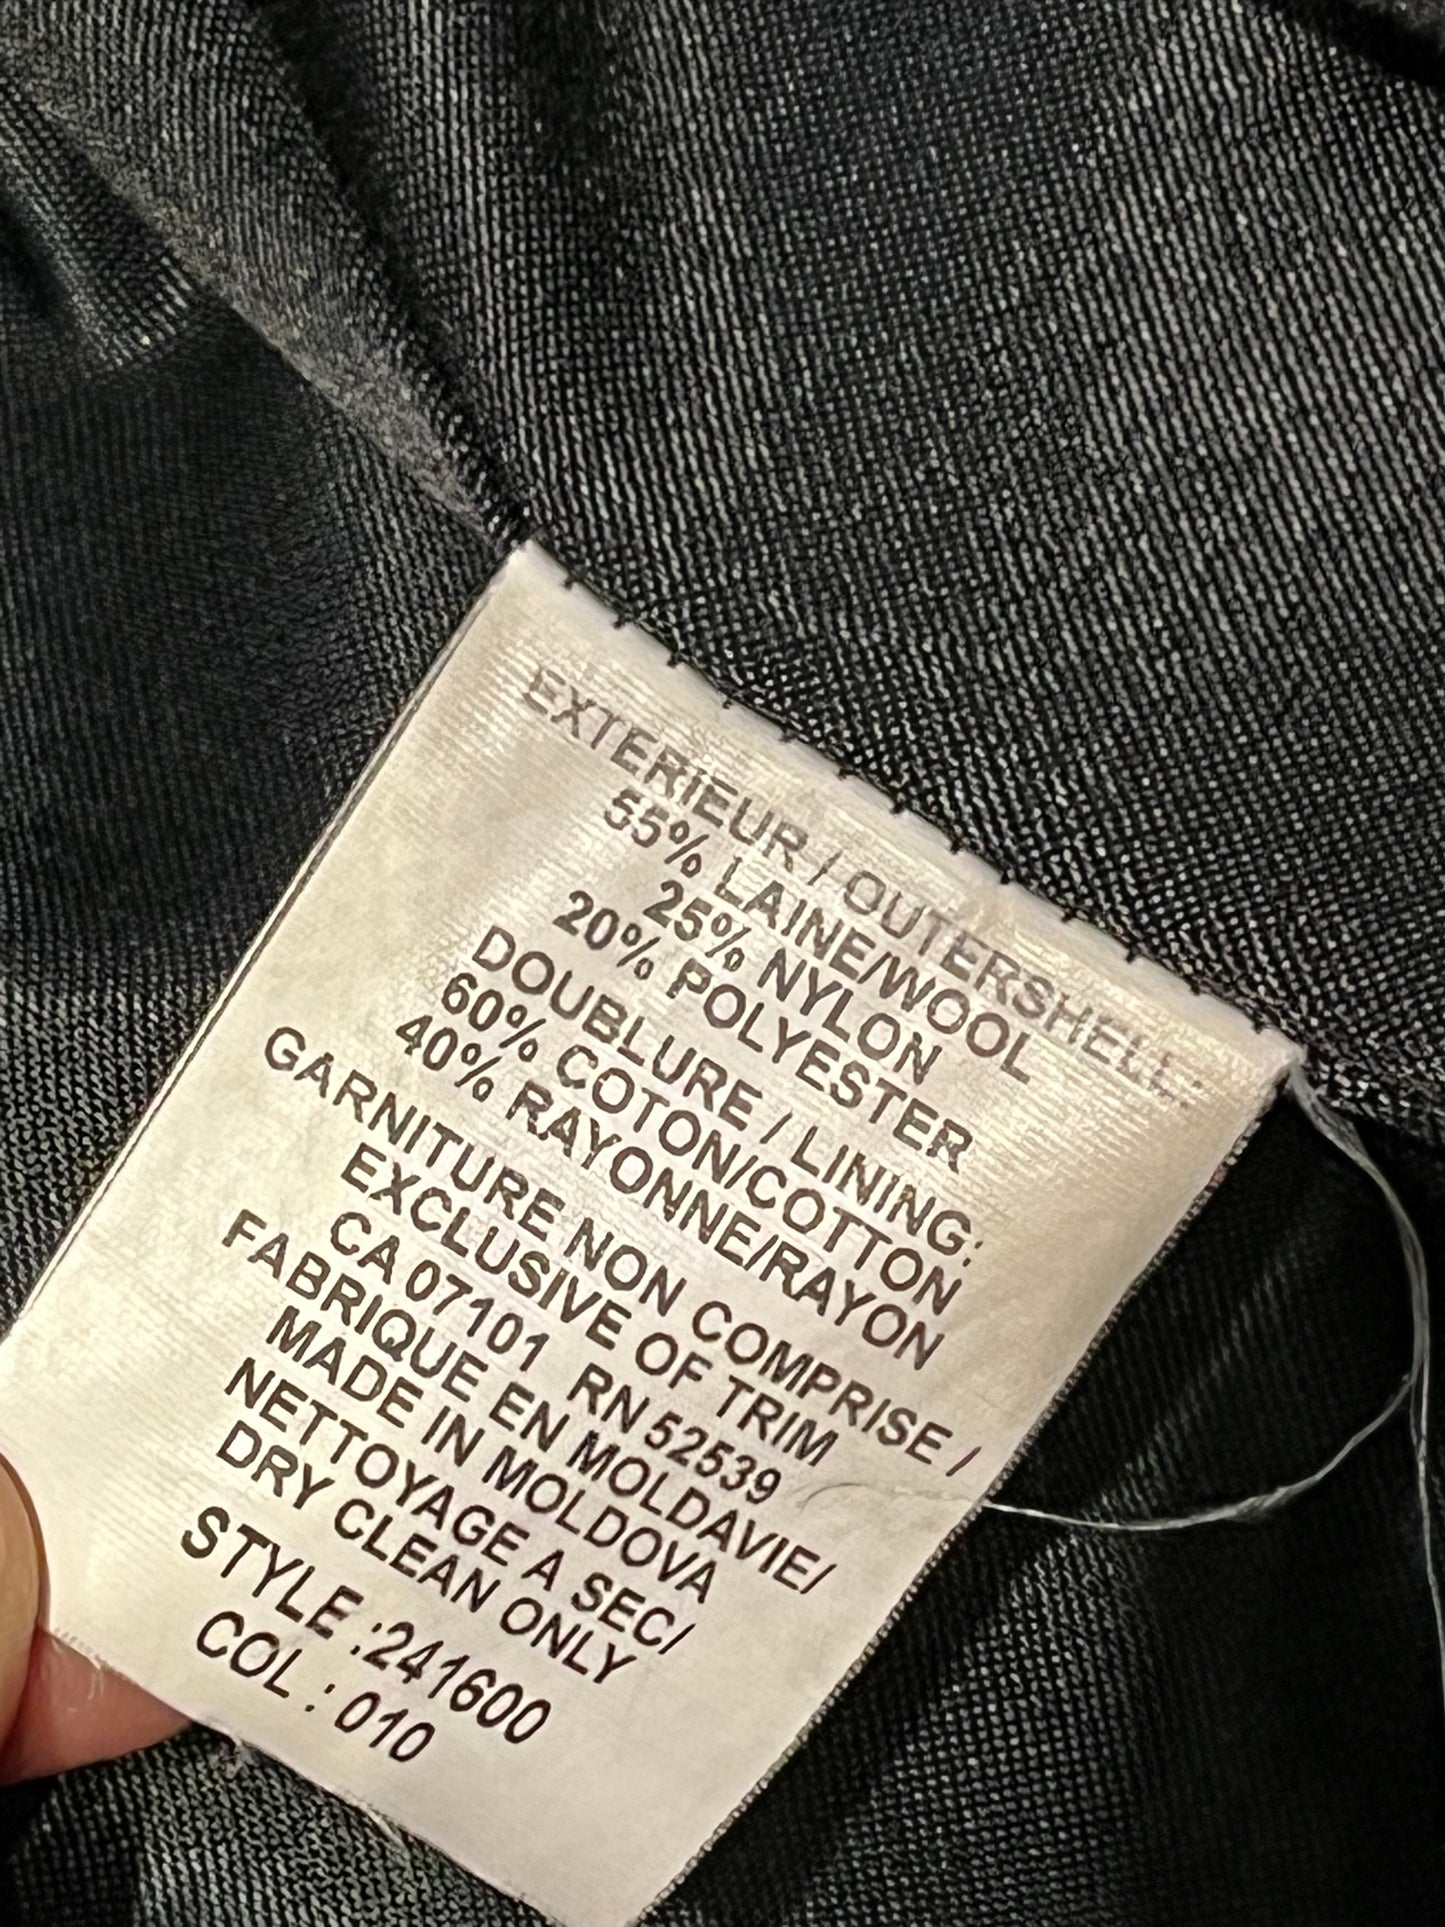 EXTERIEUR / OUTERSHELL:
55% LAINE/WOOL
25% NYLON
20% POLYESTER
DOUBLURE / LINING:
60% COTON/COTTON
40% RAYONNE/RAYON
GARNITURE NON COMPRISE /
EXCLUSIVE OF TRIM
CA 07101 RN 52539
FABRIQUE EN MOLDAVIE/
MADE IN MOLDOVA
NETTOYAGE A SEC/
DRY CLEAN ONLY
STYLE :241600
COL : 010